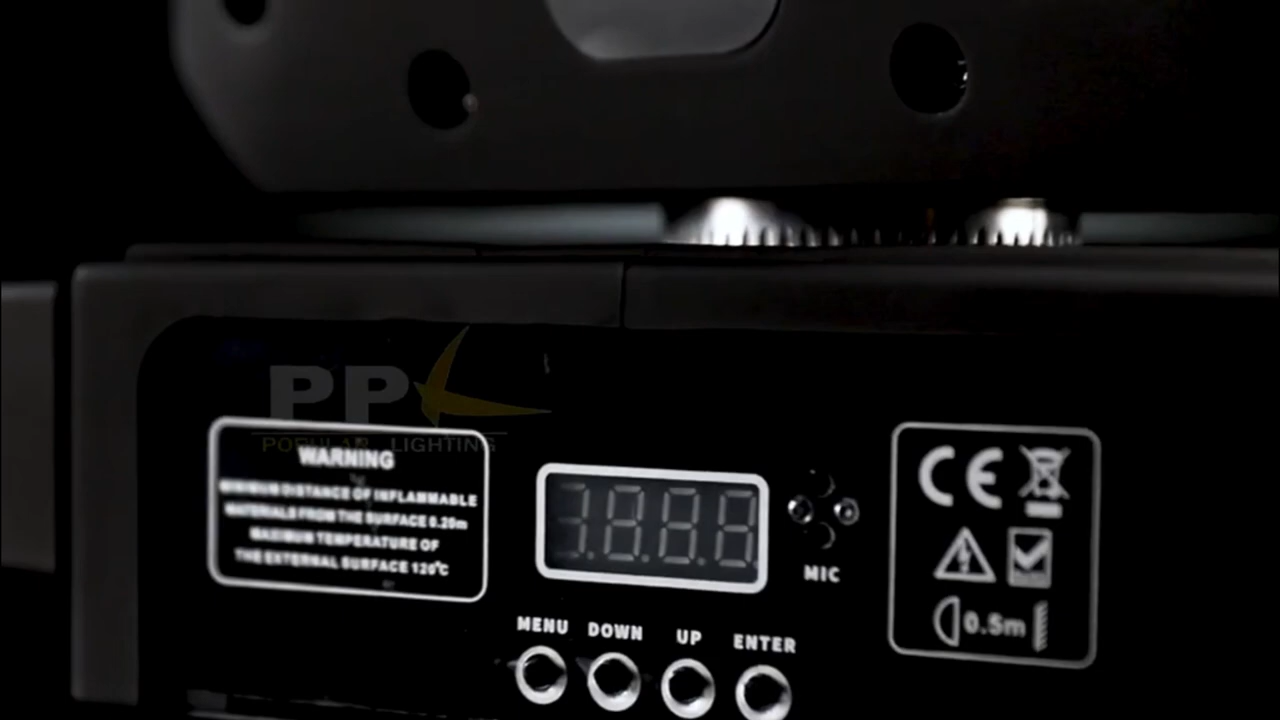 PPL
POPULAR LIGHTING
WARNING
MINIMUM DISTANCE OF INFLAMMABLE
MATERIALS FROM THE SURFACE 0.20m
MAXIMUM TEMPERATURE OF
THE EXTERNAL SURFACE 120℃
MIC
CE
0.5m
MENU DOWN UP ENTER